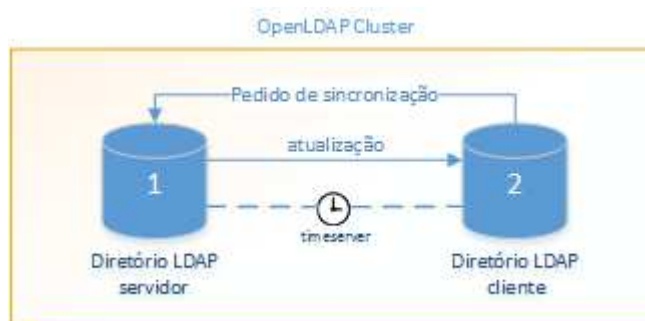 OpenLDAP Cluster
Pedido de sincronização
atualização
1
2
timeserver
Diretório LDAP
servidor
Diretório LDAP
cliente